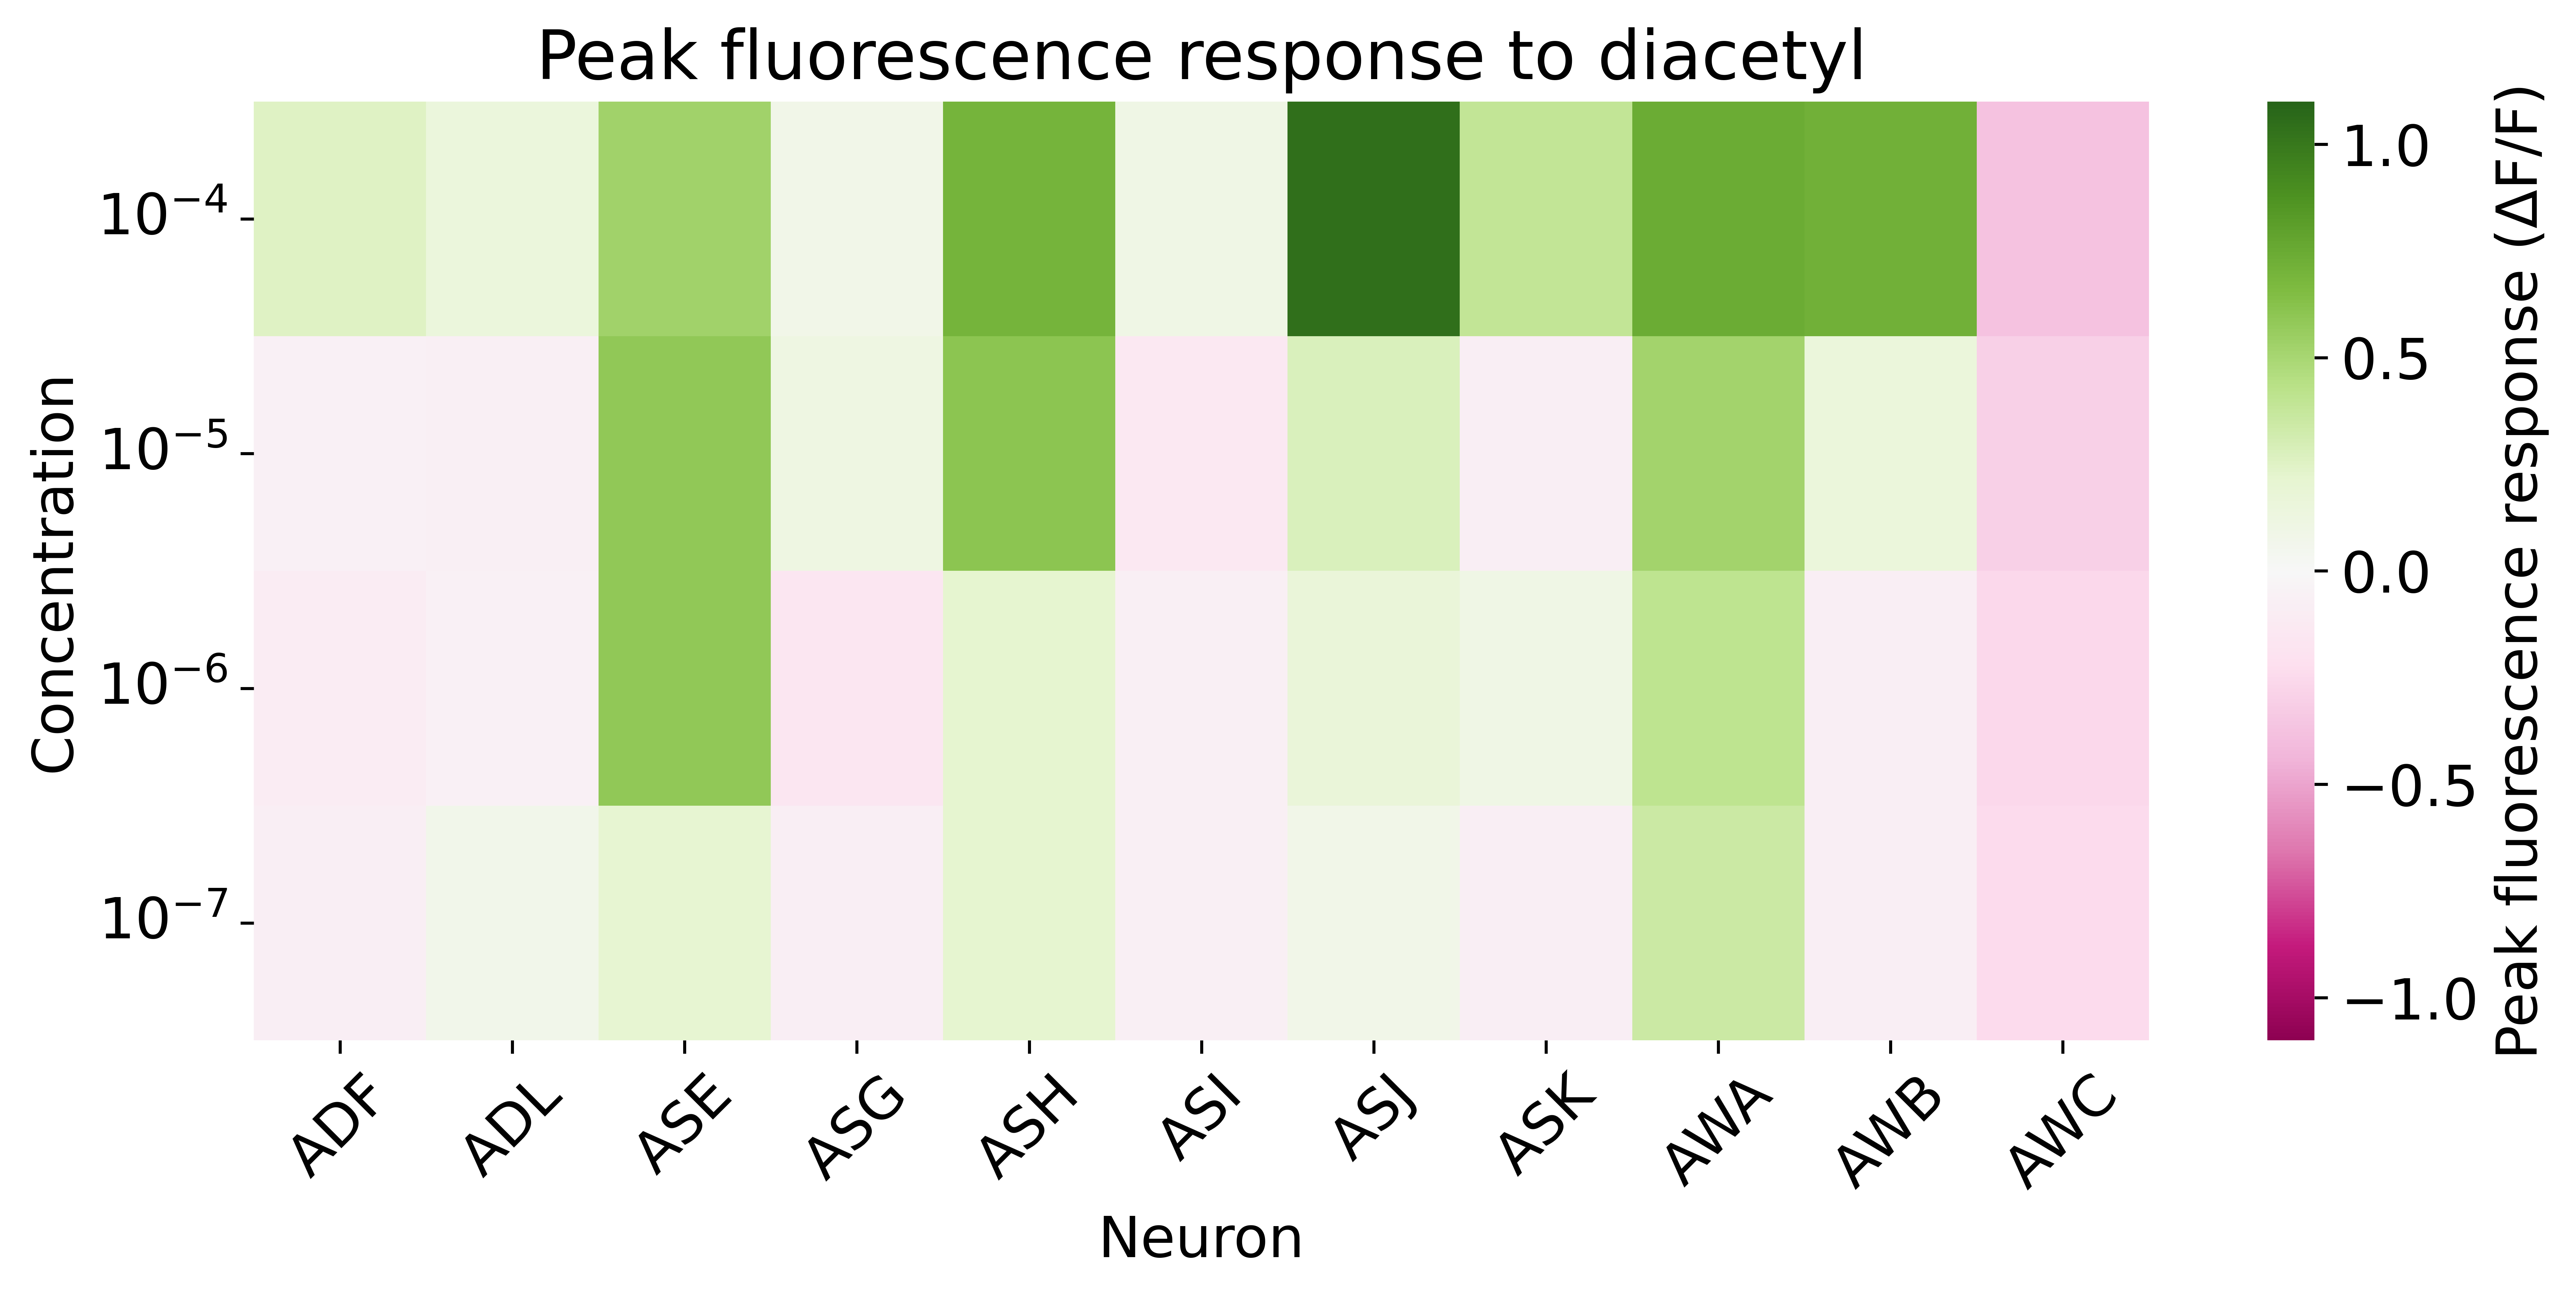 Peak fluorescence response to diacetyl
Concentration
10⁻⁴
10⁻⁵
10⁻⁶
10⁻⁷
ADF ADL ASE ASG ASH ASI ASJ ASK AWA AWB AWC
Neuron
1.0
0.5
0.0
−0.5
−1.0
Peak fluorescence response (ΔF/F)